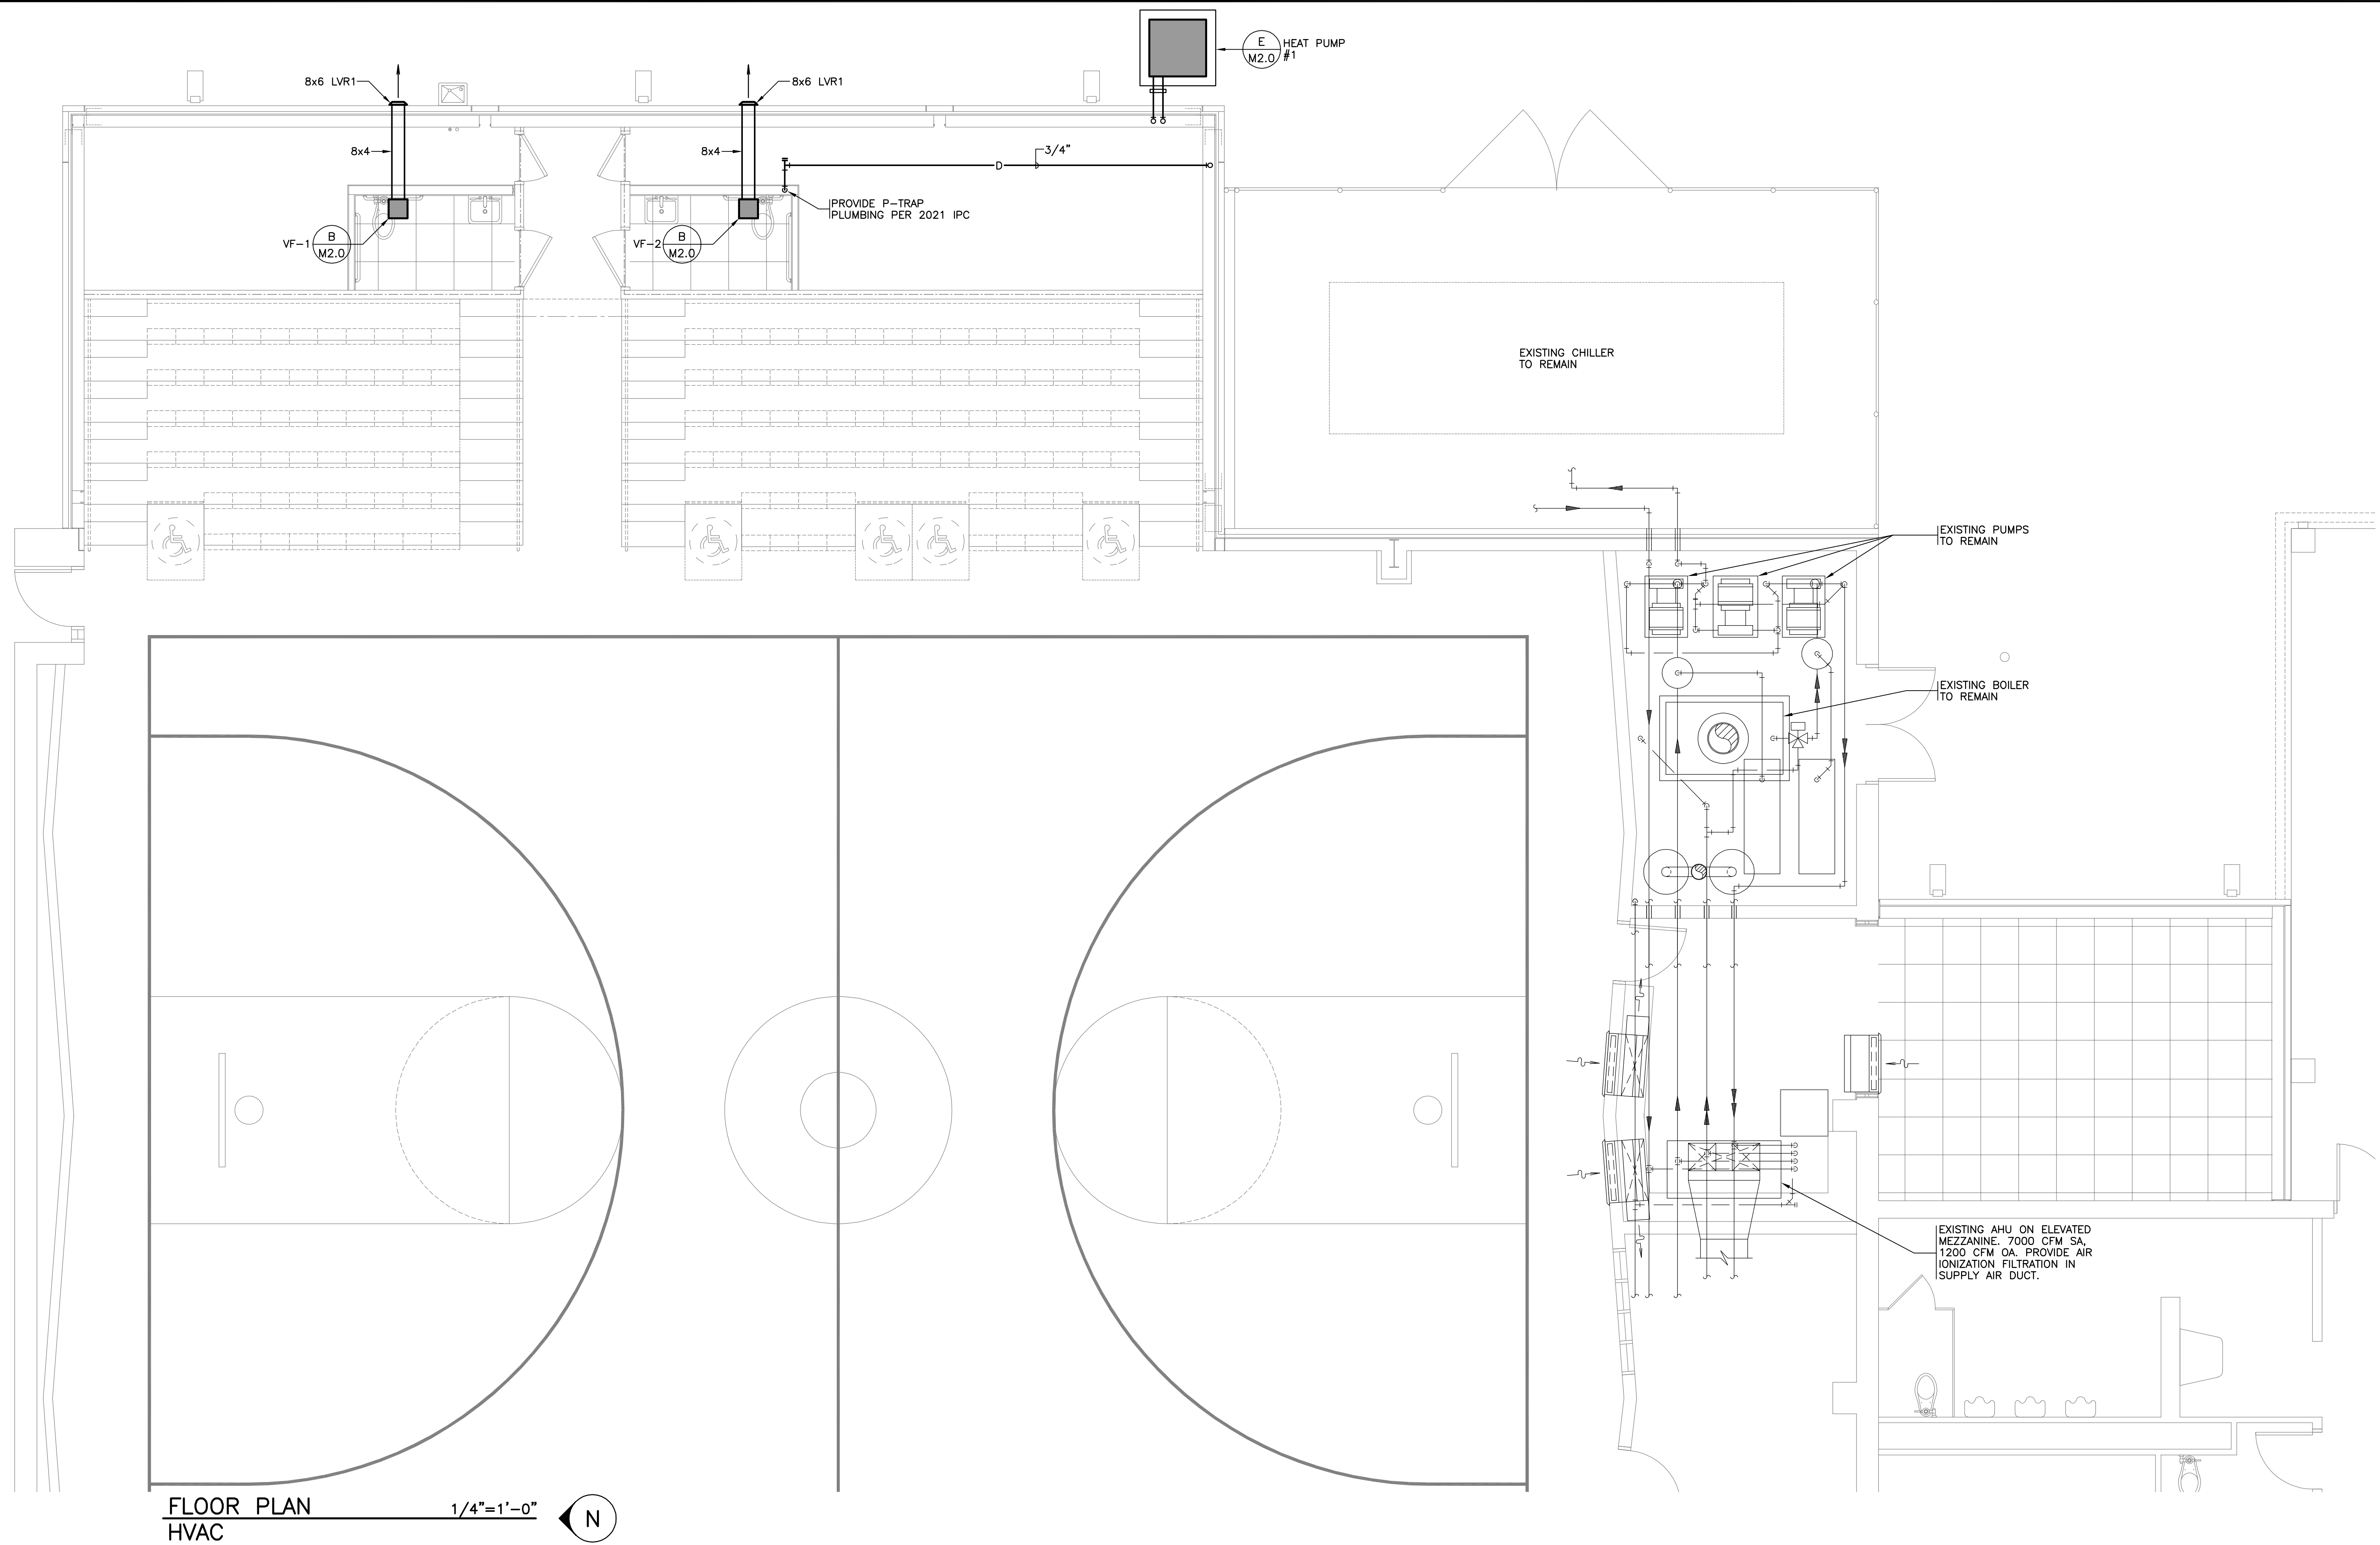 E
M2.0
HEAT PUMP
#1
8x6 LVR1
8x6 LVR1
8x4
8x4
3/4"
D
PROVIDE P-TRAP
PLUMBING PER 2021 IPC
VF-1
B
M2.0
VF-2
B
M2.0
EXISTING CHILLER
TO REMAIN
EXISTING PUMPS
TO REMAIN
EXISTING BOILER
TO REMAIN
EXISTING AHU ON ELEVATED
MEZZANINE. 7000 CFM SA,
1200 CFM OA. PROVIDE AIR
IONIZATION FILTRATION IN
SUPPLY AIR DUCT.
FLOOR PLAN
1/4"=1'-0"
N
HVAC